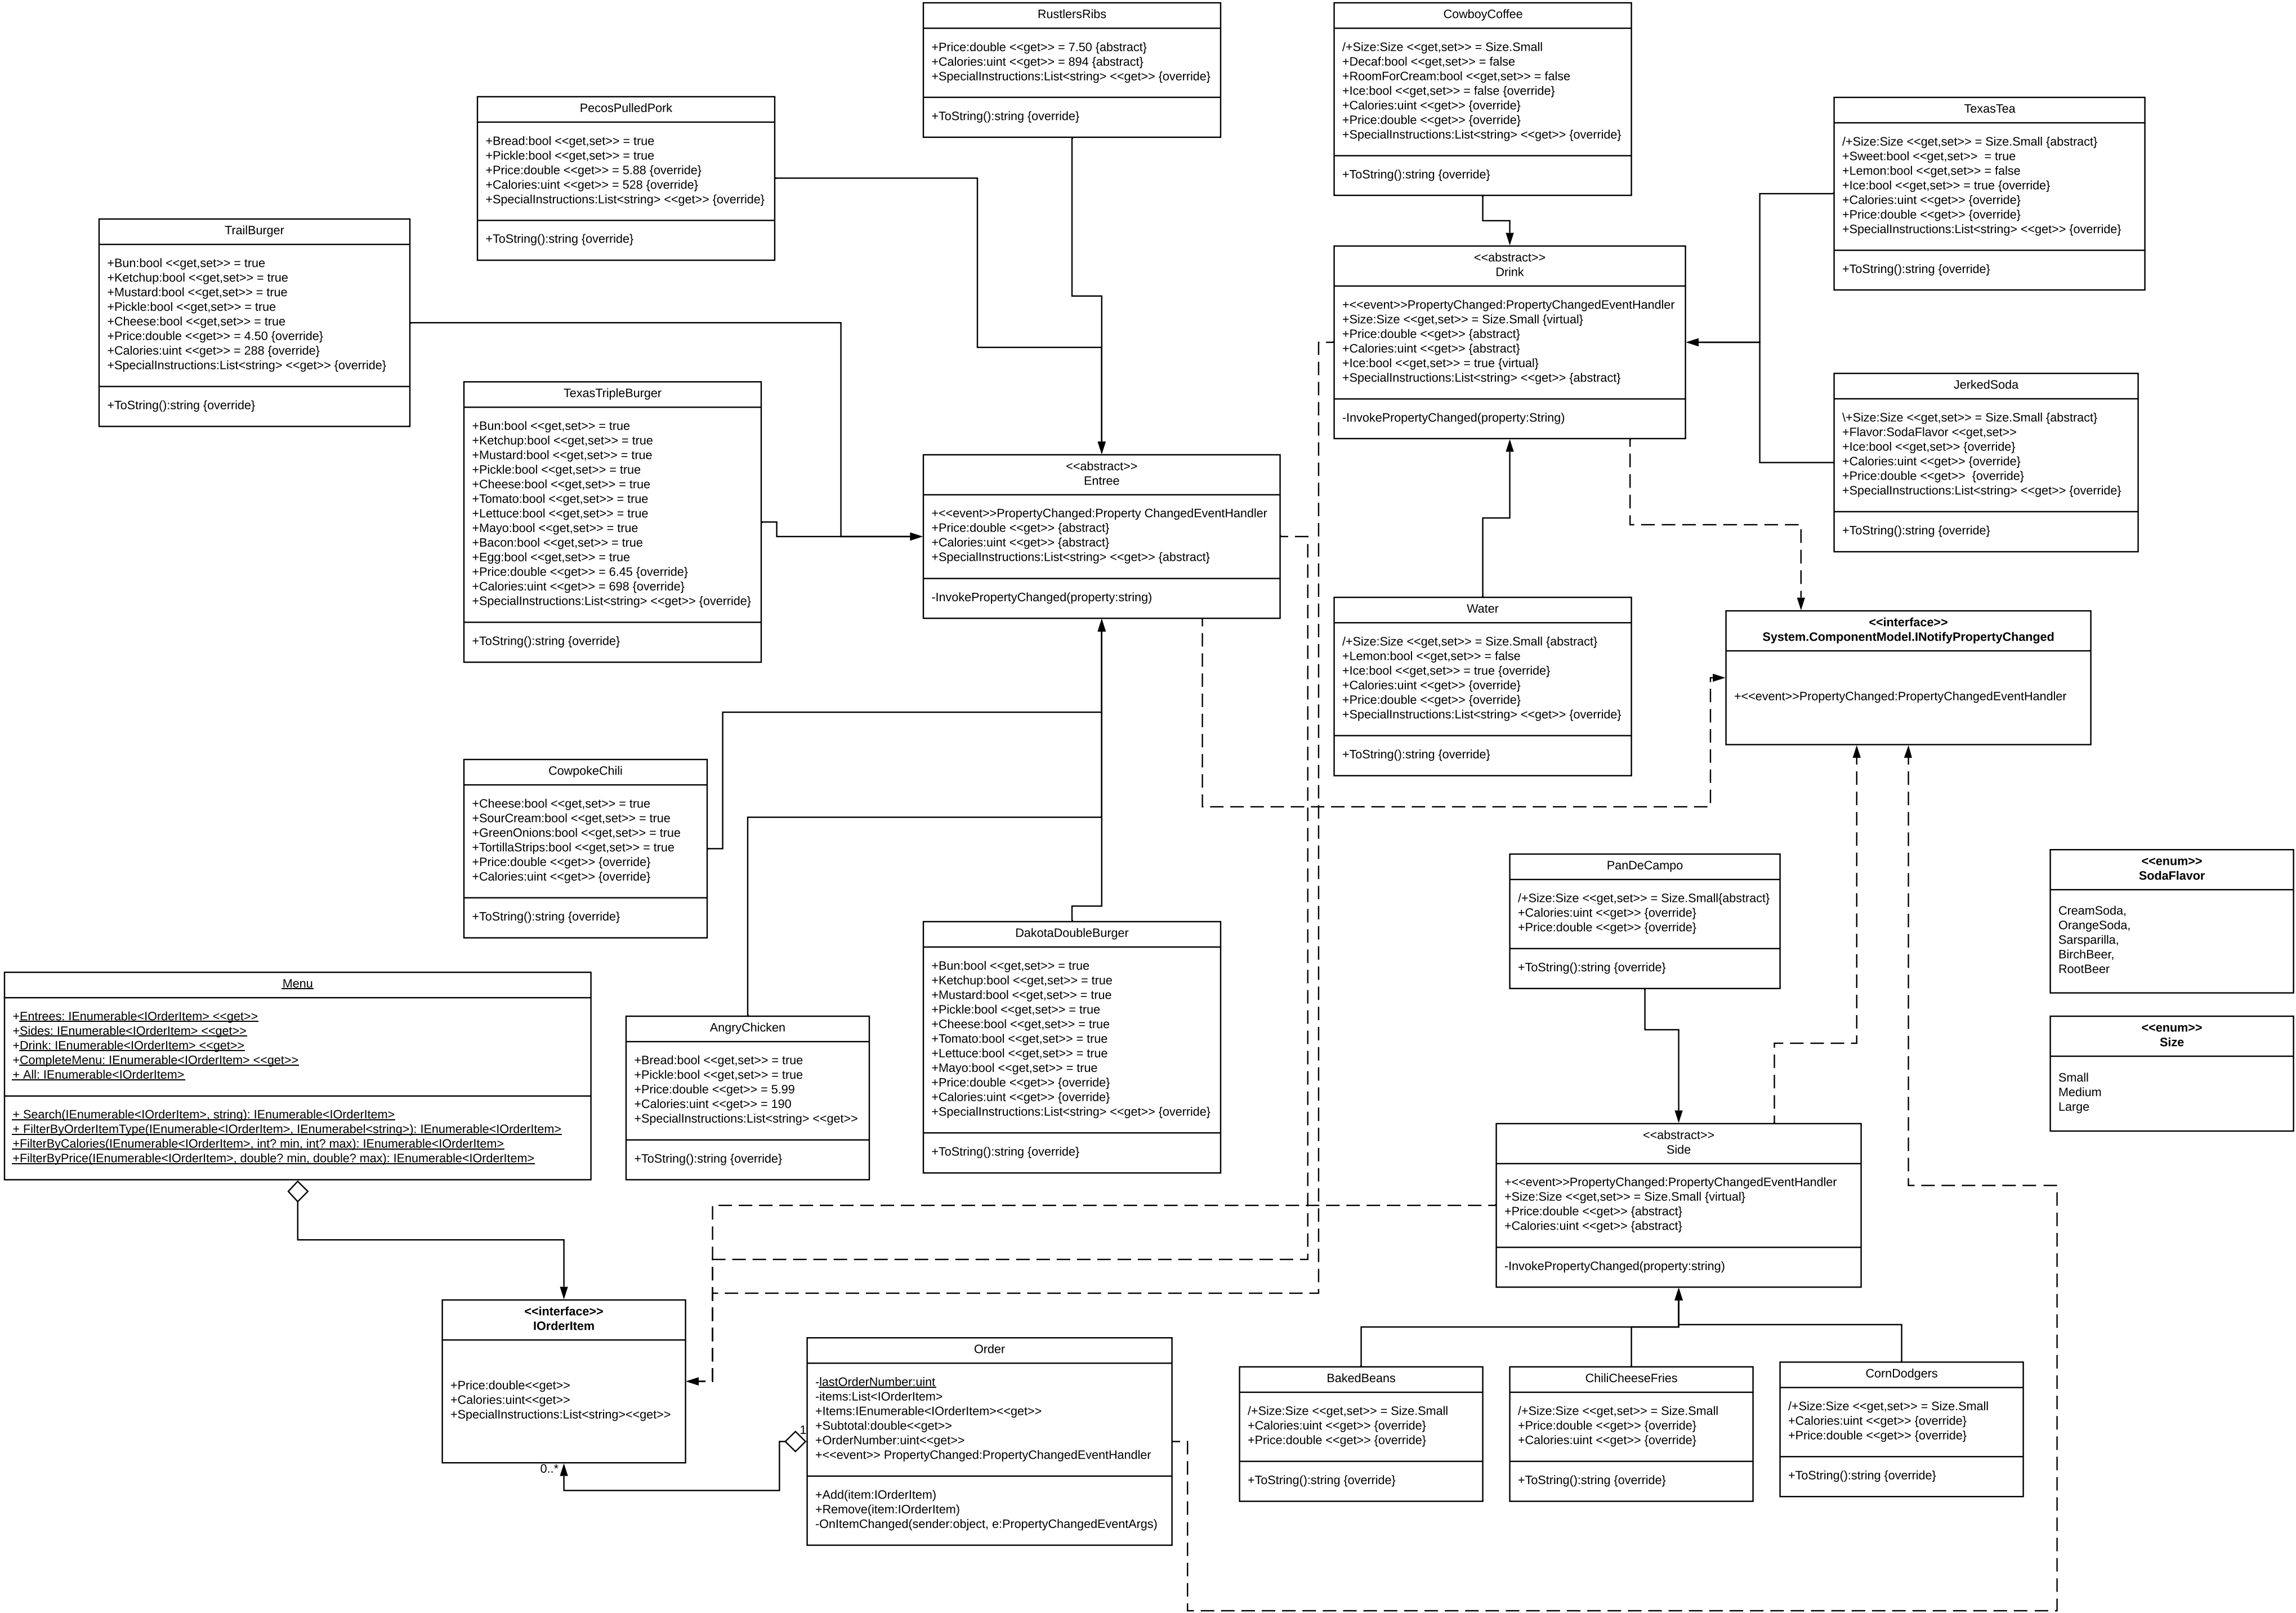 RustlersRibs
+Price:double <<get>> = 7.50 {abstract}
+Calories:uint <<get>> = 894 {abstract}
+SpecialInstructions:List<string> <<get>> {override}
+ToString():string {override}
CowboyCoffee
/+Size:Size <<get,set>> = Size.Small
+Decaf:bool <<get,set>> = false
+RoomForCream:bool <<get,set>> = false
+Ice:bool <<get,set>> = false {override}
+Calories:uint <<get>> {override}
+Price:double <<get>> {override}
+SpecialInstructions:List<string> <<get>> {override}
+ToString():string {override}
PecosPulledPork
+Bread:bool <<get,set>> = true
+Pickle:bool <<get,set>> = true
+Price:double <<get>> = 5.88 {override}
+Calories:uint <<get>> = 528 {override}
+SpecialInstructions:List<string> <<get>> {override}
+ToString():string {override}
TexasTea
/+Size:Size <<get,set>> = Size.Small {abstract}
+Sweet:bool <<get,set>>  = true
+Lemon:bool <<get,set>> = false
+Ice:bool <<get,set>> = true {override}
+Calories:uint <<get>> {override}
+Price:double <<get>> {override}
+SpecialInstructions:List<string> <<get>> {override}
+ToString():string {override}
TrailBurger
+Bun:bool <<get,set>> = true
+Ketchup:bool <<get,set>> = true
+Mustard:bool <<get,set>> = true
+Pickle:bool <<get,set>> = true
+Cheese:bool <<get,set>> = true
+Price:double <<get>> = 4.50 {override}
+Calories:uint <<get>> = 288 {override}
+SpecialInstructions:List<string> <<get>> {override}
+ToString():string {override}
<<abstract>>
Drink
+<<event>>PropertyChanged:PropertyChangedEventHandler
+Size:Size <<get,set>> = Size.Small {virtual}
+Price:double <<get>> {abstract}
+Calories:uint <<get>> {abstract}
+Ice:bool <<get,set>> = true {virtual}
+SpecialInstructions:List<string> <<get>> {abstract}
-InvokePropertyChanged(property:String)
TexasTripleBurger
+Bun:bool <<get,set>> = true
+Ketchup:bool <<get,set>> = true
+Mustard:bool <<get,set>> = true
+Pickle:bool <<get,set>> = true
+Cheese:bool <<get,set>> = true
+Tomato:bool <<get,set>> = true
+Lettuce:bool <<get,set>> = true
+Mayo:bool <<get,set>> = true
+Bacon:bool <<get,set>> = true
+Egg:bool <<get,set>> = true
+Price:double <<get>> = 6.45 {override}
+Calories:uint <<get>> = 698 {override}
+SpecialInstructions:List<string> <<get>> {override}
+ToString():string {override}
JerkedSoda
\+Size:Size <<get,set>> = Size.Small {abstract}
+Flavor:SodaFlavor <<get,set>>
+Ice:bool <<get,set>> {override}
+Calories:uint <<get>> {override}
+Price:double <<get>>  {override}
+SpecialInstructions:List<string> <<get>> {override}
+ToString():string {override}
<<abstract>>
Entree
+<<event>>PropertyChanged:Property ChangedEventHandler
+Price:double <<get>> {abstract}
+Calories:uint <<get>> {abstract}
+SpecialInstructions:List<string> <<get>> {abstract}
-InvokePropertyChanged(property:string)
Water
/+Size:Size <<get,set>> = Size.Small {abstract}
+Lemon:bool <<get,set>> = false
+Ice:bool <<get,set>> = true {override}
+Calories:uint <<get>> {override}
+Price:double <<get>> {override}
+SpecialInstructions:List<string> <<get>> {override}
+ToString():string {override}
<<interface>>
System.ComponentModel.INotifyPropertyChanged
+<<event>>PropertyChanged:PropertyChangedEventHandler
CowpokeChili
+Cheese:bool <<get,set>> = true
+SourCream:bool <<get,set>> = true
+GreenOnions:bool <<get,set>> = true
+TortillaStrips:bool <<get,set>> = true
+Price:double <<get>> {override}
+Calories:uint <<get>> {override}
+ToString():string {override}
PanDeCampo
/+Size:Size <<get,set>> = Size.Small{abstract}
+Calories:uint <<get>> {override}
+Price:double <<get>> {override}
+ToString():string {override}
<<enum>>
SodaFlavor
CreamSoda,
OrangeSoda,
Sarsparilla,
BirchBeer,
RootBeer
DakotaDoubleBurger
+Bun:bool <<get,set>> = true
+Ketchup:bool <<get,set>> = true
+Mustard:bool <<get,set>> = true
+Pickle:bool <<get,set>> = true
+Cheese:bool <<get,set>> = true
+Tomato:bool <<get,set>> = true
+Lettuce:bool <<get,set>> = true
+Mayo:bool <<get,set>> = true
+Price:double <<get>> {override}
+Calories:uint <<get>> {override}
+SpecialInstructions:List<string> <<get>> {override}
+ToString():string {override}
Menu
+Entrees: IEnumerable<IOrderItem> <<get>>
+Sides: IEnumerable<IOrderItem> <<get>>
+Drink: IEnumerable<IOrderItem> <<get>>
+CompleteMenu: IEnumerable<IOrderItem> <<get>>
+ All: IEnumerable<IOrderItem>
+ Search(IEnumerable<IOrderItem>, string): IEnumerable<IOrderItem>
+ FilterByOrderItemType(IEnumerable<IOrderItem>, IEnumerabel<string>): IEnumerable<IOrderItem>
+FilterByCalories(IEnumerable<IOrderItem>, int? min, int? max): IEnumerable<IOrderItem>
+FilterByPrice(IEnumerable<IOrderItem>, double? min, double? max): IEnumerable<IOrderItem>
AngryChicken
+Bread:bool <<get,set>> = true
+Pickle:bool <<get,set>> = true
+Price:double <<get>> = 5.99
+Calories:uint <<get>> = 190
+SpecialInstructions:List<string> <<get>>
+ToString():string {override}
<<enum>>
Size
Small
Medium
Large
<<abstract>>
Side
+<<event>>PropertyChanged:PropertyChangedEventHandler
+Size:Size <<get,set>> = Size.Small {virtual}
+Price:double <<get>> {abstract}
+Calories:uint <<get>> {abstract}
-InvokePropertyChanged(property:string)
<<interface>>
IOrderItem
+Price:double<<get>>
+Calories:uint<<get>>
+SpecialInstructions:List<string><<get>>
0..*
1
Order
-lastOrderNumber:uint
-items:List<IOrderItem>
+Items:IEnumerable<IOrderItem><<get>>
+Subtotal:double<<get>>
+OrderNumber:uint<<get>>
+<<event>> PropertyChanged:PropertyChangedEventHandler
+Add(item:IOrderItem)
+Remove(item:IOrderItem)
-OnItemChanged(sender:object, e:PropertyChangedEventArgs)
BakedBeans
/+Size:Size <<get,set>> = Size.Small
+Calories:uint <<get>> {override}
+Price:double <<get>> {override}
+ToString():string {override}
ChiliCheeseFries
/+Size:Size <<get,set>> = Size.Small
+Price:double <<get>> {override}
+Calories:uint <<get>> {override}
+ToString():string {override}
CornDodgers
/+Size:Size <<get,set>> = Size.Small
+Calories:uint <<get>> {override}
+Price:double <<get>> {override}
+ToString():string {override}